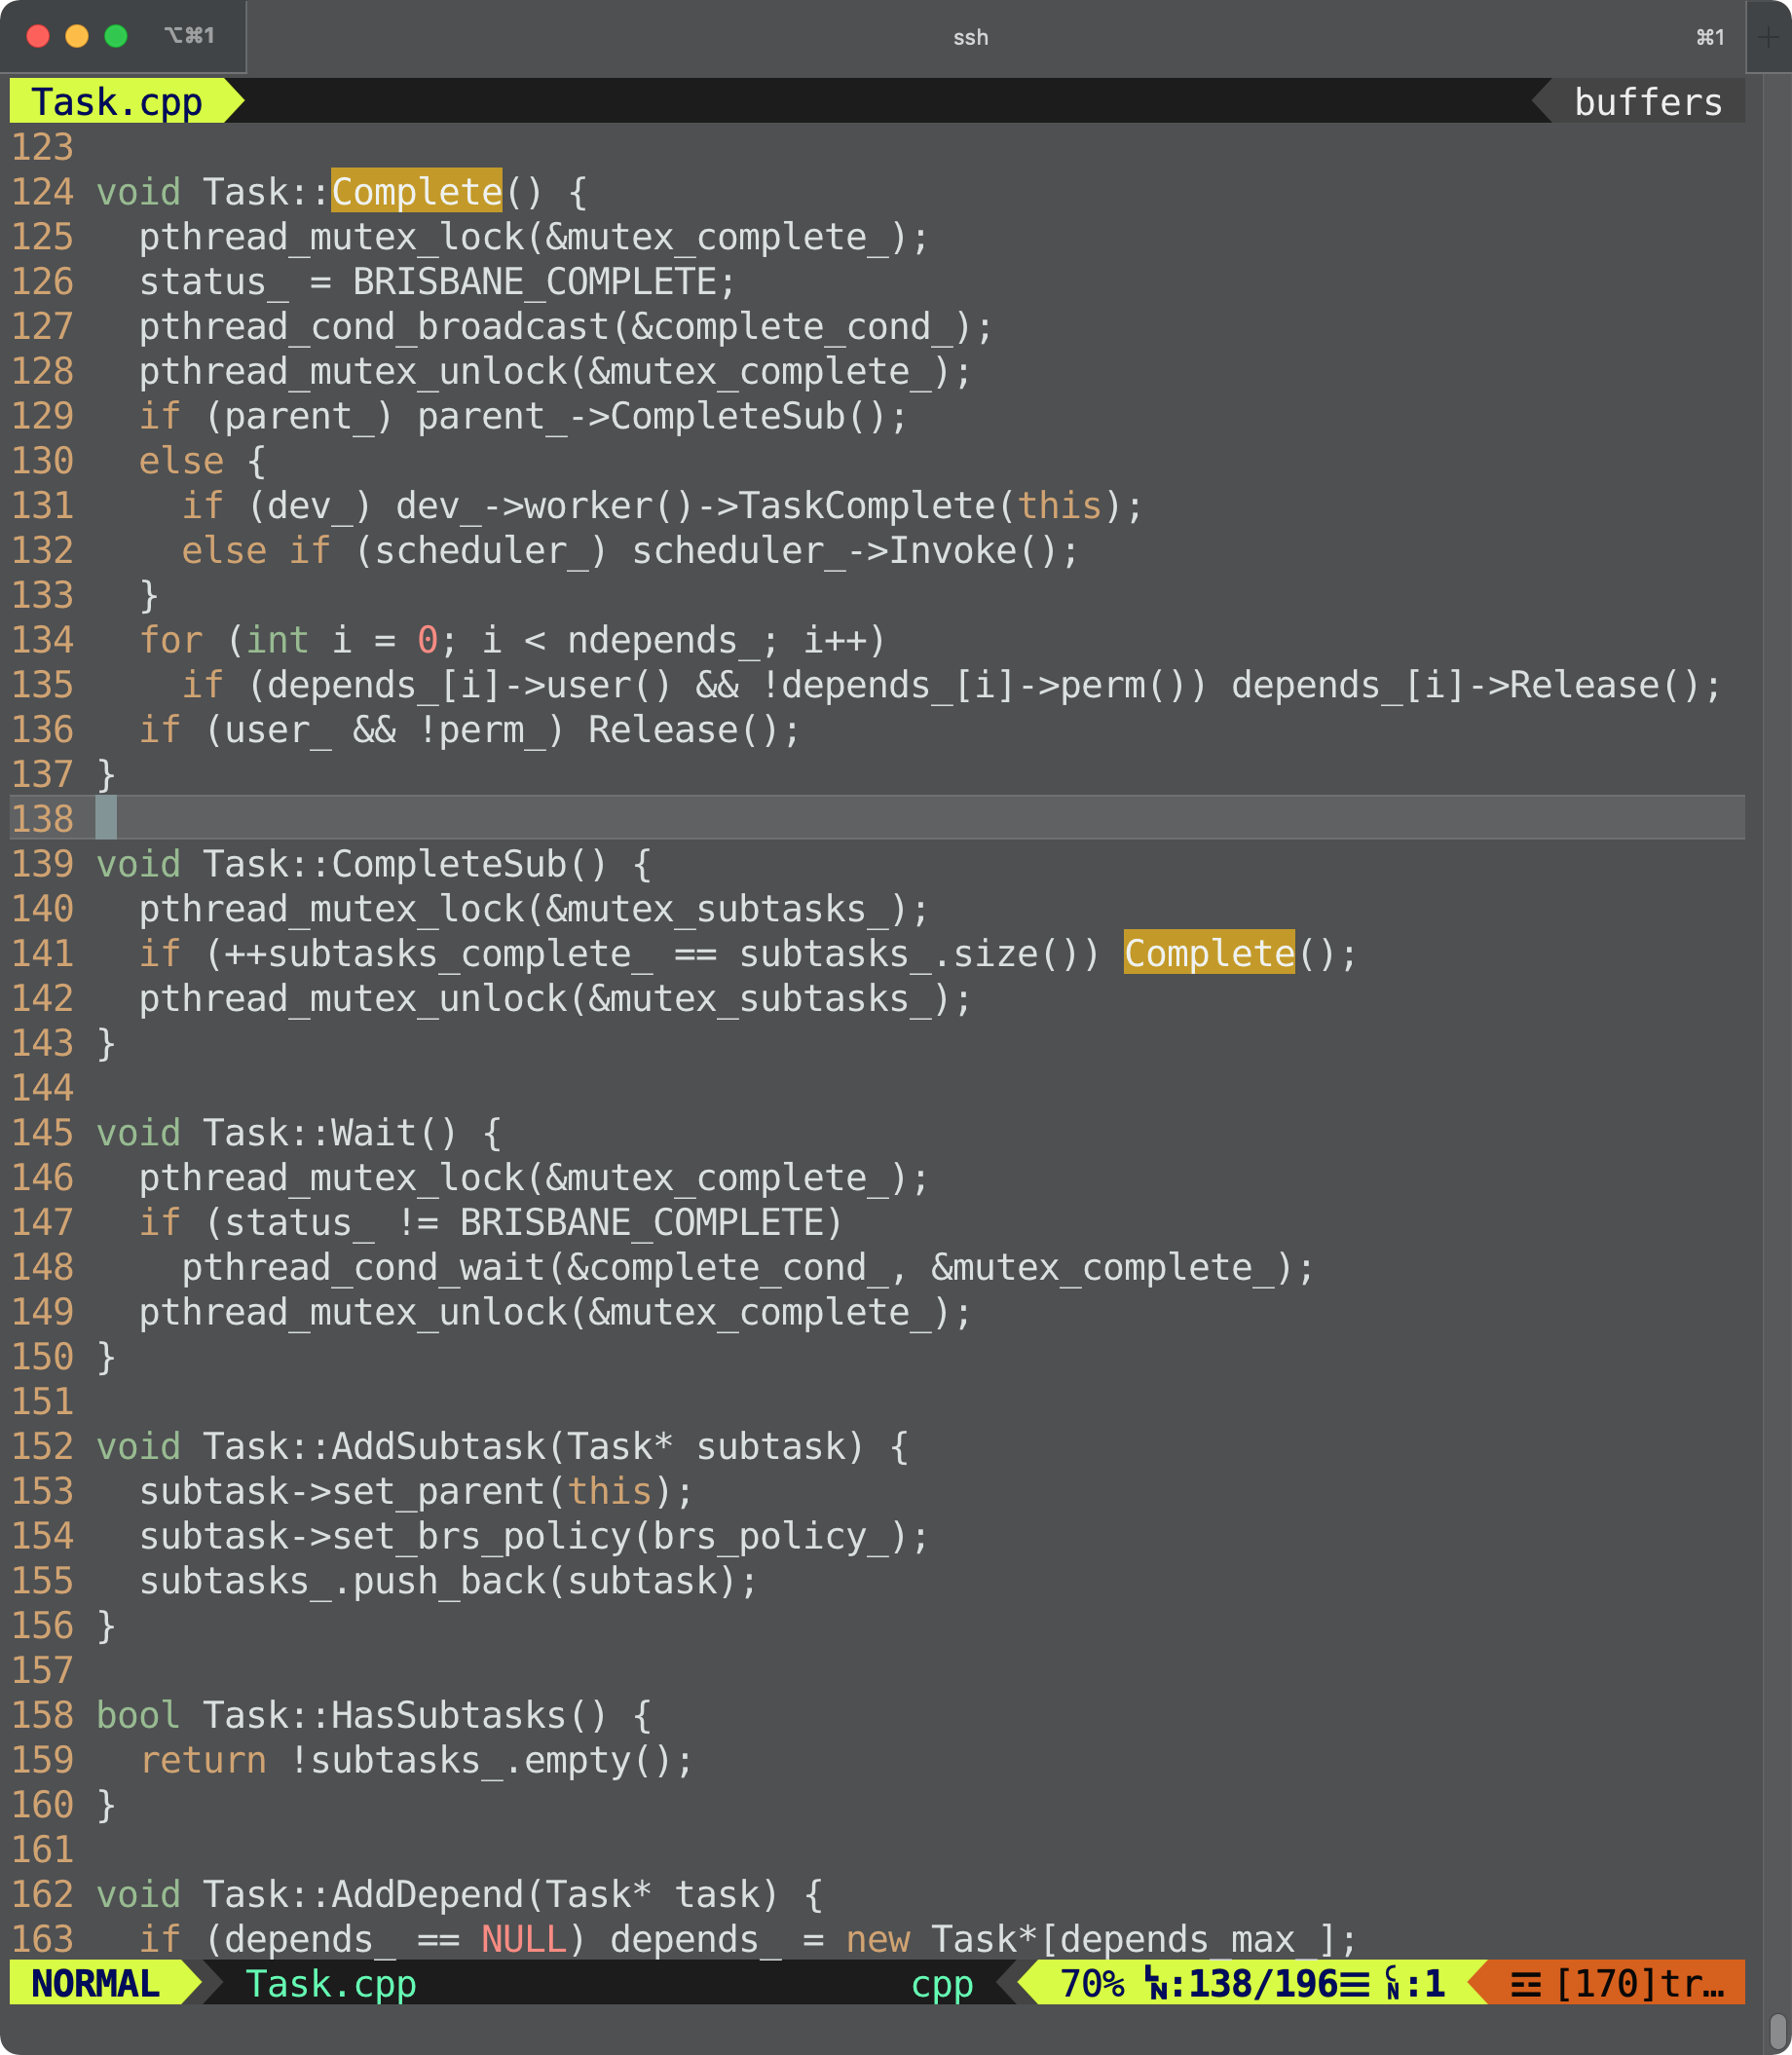 ⌥⌘1 ssh ⌘1 +
Task.cpp buffers
123
124 void Task::Complete() {
125   pthread_mutex_lock(&mutex_complete_);
126   status_ = BRISBANE_COMPLETE;
127   pthread_cond_broadcast(&complete_cond_);
128   pthread_mutex_unlock(&mutex_complete_);
129   if (parent_) parent_->CompleteSub();
130   else {
131     if (dev_) dev_->worker()->TaskComplete(this);
132     else if (scheduler_) scheduler_->Invoke();
133   }
134   for (int i = 0; i < ndepends_; i++)
135     if (depends_[i]->user() && !depends_[i]->perm()) depends_[i]->Release();
136   if (user_ && !perm_) Release();
137 }
138
139 void Task::CompleteSub() {
140   pthread_mutex_lock(&mutex_subtasks_);
141   if (++subtasks_complete_ == subtasks_.size()) Complete();
142   pthread_mutex_unlock(&mutex_subtasks_);
143 }
144
145 void Task::Wait() {
146   pthread_mutex_lock(&mutex_complete_);
147   if (status_ != BRISBANE_COMPLETE)
148     pthread_cond_wait(&complete_cond_, &mutex_complete_);
149   pthread_mutex_unlock(&mutex_complete_);
150 }
151
152 void Task::AddSubtask(Task* subtask) {
153   subtask->set_parent(this);
154   subtask->set_brs_policy(brs_policy_);
155   subtasks_.push_back(subtask);
156 }
157
158 bool Task::HasSubtasks() {
159   return !subtasks_.empty();
160 }
161
162 void Task::AddDepend(Task* task) {
163   if (depends_ == NULL) depends_ = new Task*[depends_max_];
NORMAL Task.cpp cpp 70% LN:138/196☰ CN:1 ☲ [170]tr…